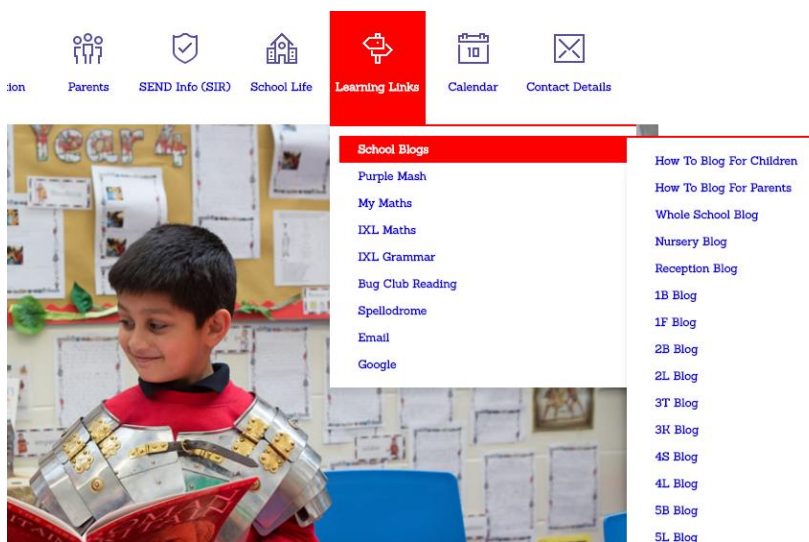 tion
Parents
SEND Info (SIR)
School Life
Learning Links
10
Calendar
Contact Details
Year 4
School Blogs
Purple Mash
My Maths
IXL Maths
IXL Grammar
Bug Club Reading
Spellodrome
Email
Google
How To Blog For Children
How To Blog For Parents
Whole School Blog
Nursery Blog
Reception Blog
1B Blog
1F Blog
2B Blog
2L Blog
3T Blog
3K Blog
4S Blog
4L Blog
5B Blog
5L Blog